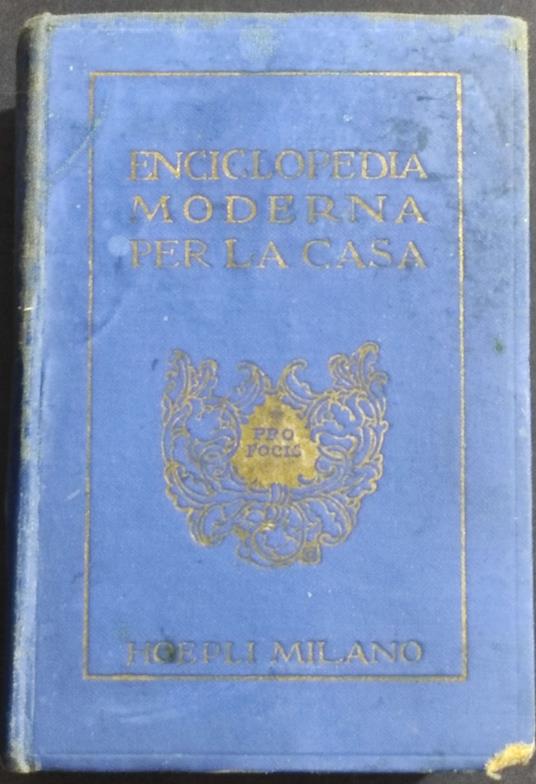 ENCICLOPEDIA
MODERNA
PER LA CASA
PRO
FOCIS
HOEPLI MILANO